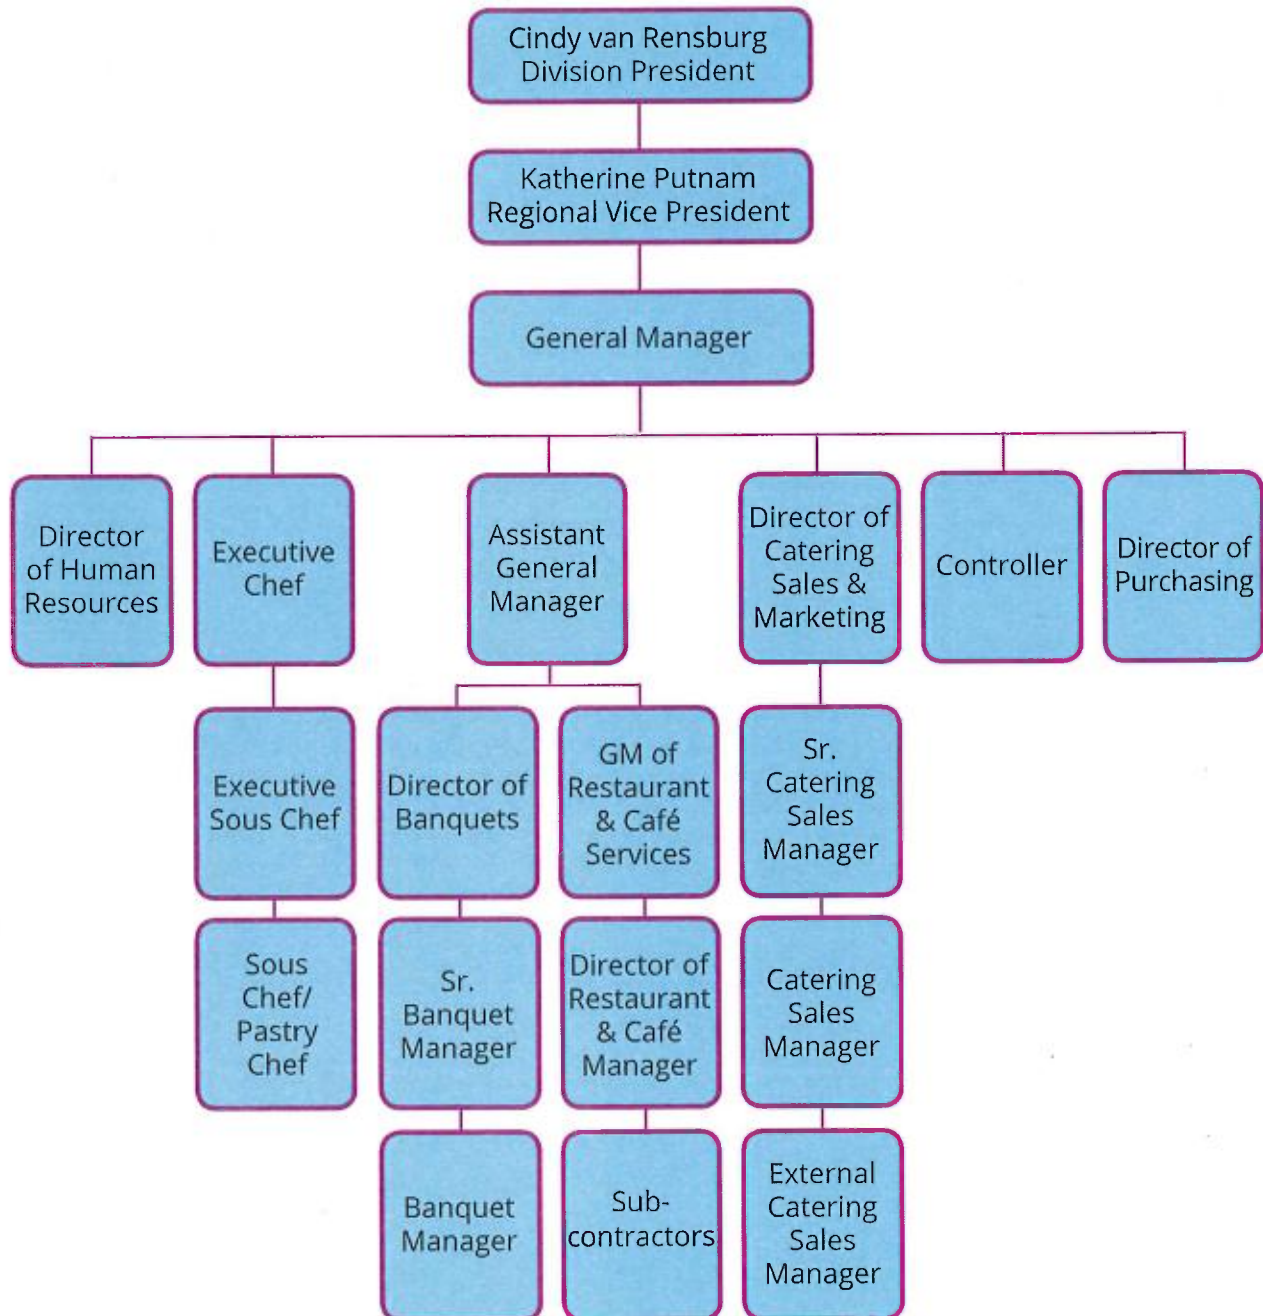 Cindy van Rensburg
Division President
Katherine Putnam
Regional Vice President
General Manager
Director
of Human
Resources
Executive
Chef
Assistant
General
Manager
Director of
Catering
Sales &
Marketing
Controller
Director of
Purchasing
Executive
Sous Chef
Director of
Banquets
GM of
Restaurant
& Café
Services
Sr.
Catering
Sales
Manager
Sous
Chef/
Pastry
Chef
Sr.
Banquet
Manager
Director of
Restaurant
& Café
Manager
Catering
Sales
Manager
Banquet
Manager
Sub-
contractors
External
Catering
Sales
Manager